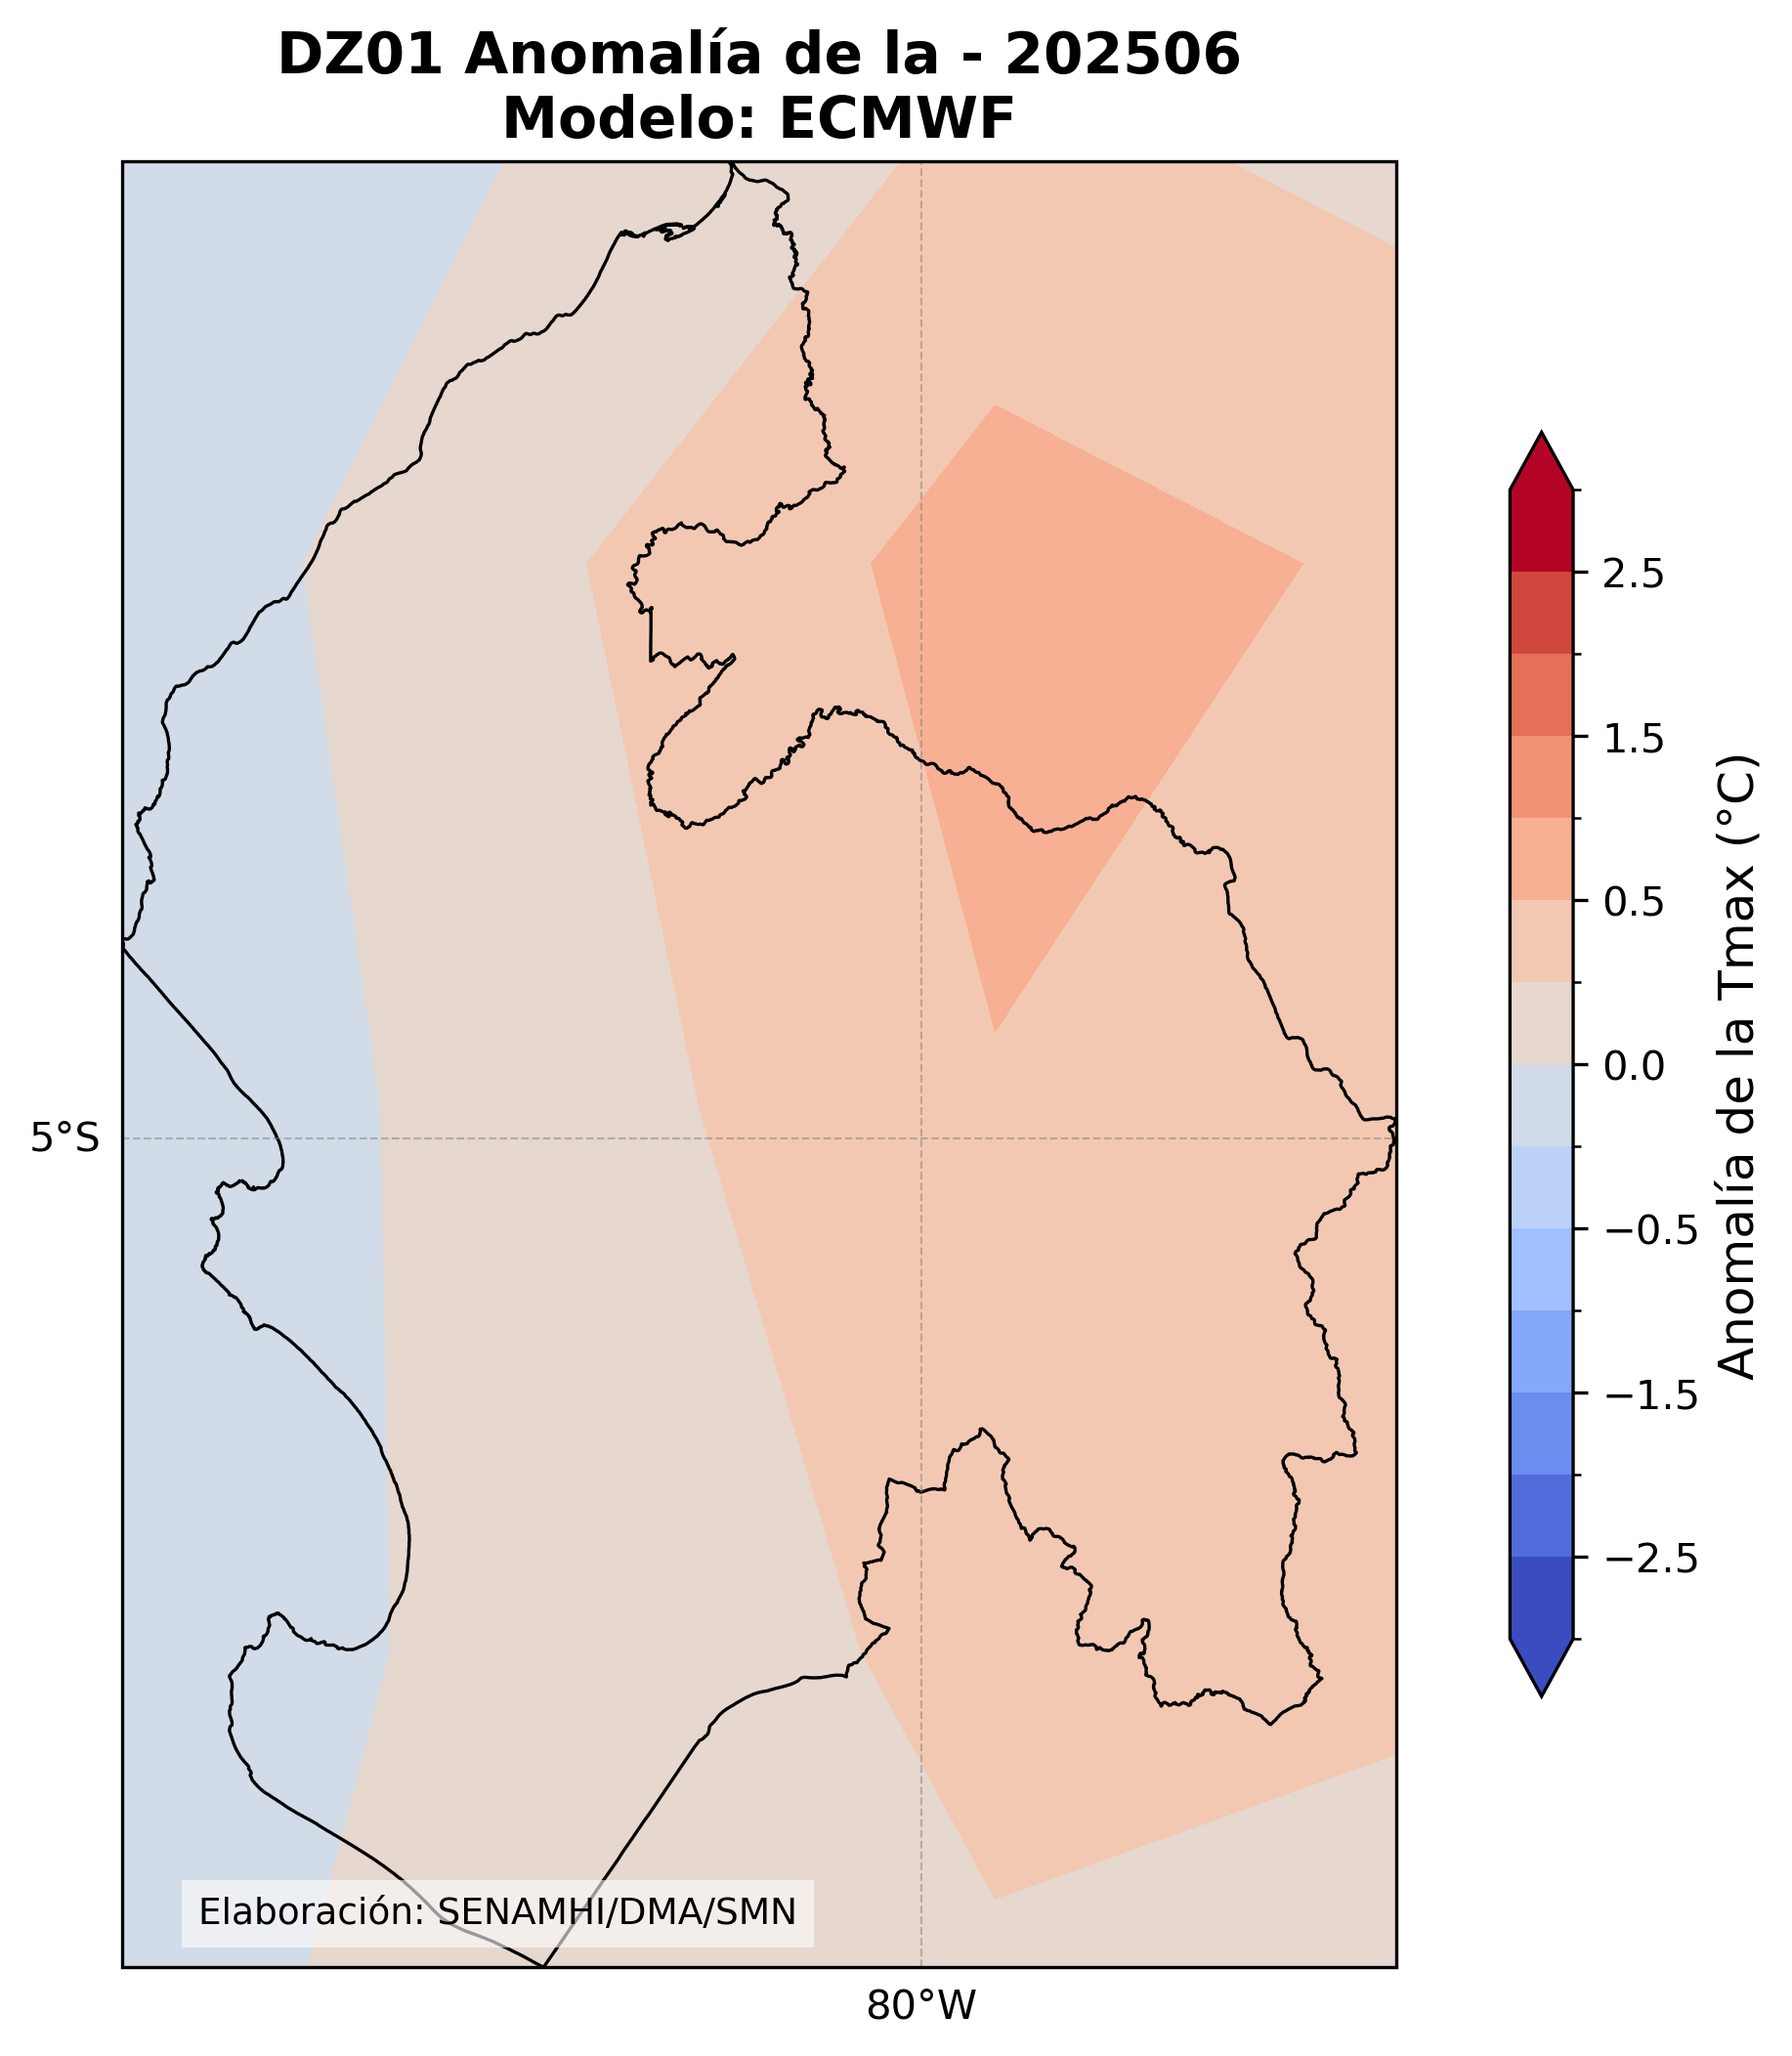 DZ01 Anomalía de la - 202506
Modelo: ECMWF
2.5
1.5
0.5
0.0
−0.5
−1.5
−2.5
Anomalía de la Tmax (°C)
5°S
Elaboración: SENAMHI/DMA/SMN
80°W